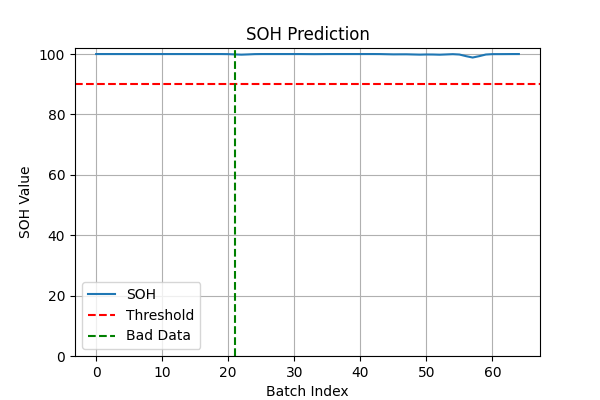 SOH Prediction
SOH Value
100
80
60
40
20
0
SOH
Threshold
Bad Data
0 10 20 30 40 50 60
Batch Index